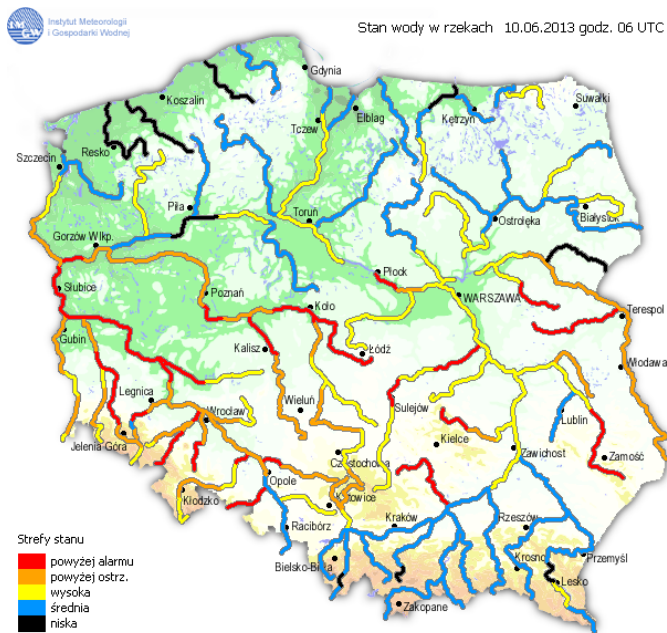 Instytut Meteorologii
i Gospodarki Wodnej
Stan wody w rzekach 10.06.2013 godz. 06 UTC
Gdynia
Koszalin
Suwałki
Elbląg
Kętrzyn
Tczew
Resko
Szczecin
Piła
Białystok
Ostrołęka
Toruń
Gorzów Wlkp.
Płock
Słubice
Poznań
WARSZAWA
Koło
Terespol
Gubin
Kalisz
Łódź
Włodawa
Legnica
Wieluń
Sulejów
Wrocław
Lublin
Jelenia Góra
Kielce
Zawichost
Zamość
Częstochowa
Opole
Kłodzko
Katowice
Racibórz
Kraków
Rzeszów
Strefy stanu
Przemyśl
powyżej alarmu
Bielsko-Biała
Krosno
powyżej ostrz.
Lesko
wysoka
Zakopane
średnia
niska